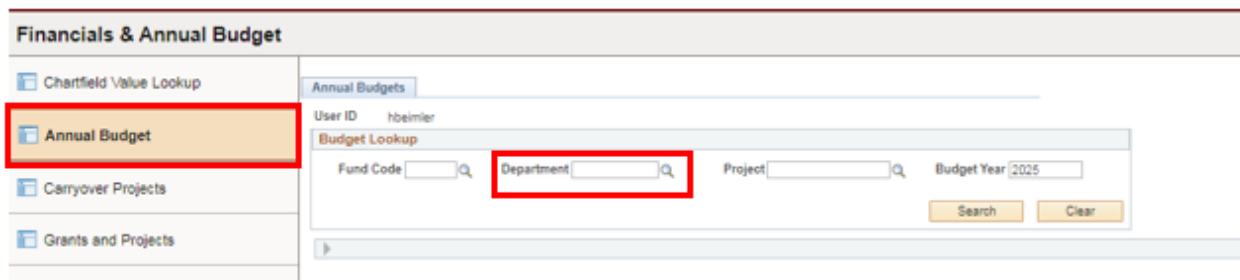 Financials & Annual Budget
Chartfield Value Lookup
Annual Budget
Carryover Projects
Grants and Projects
Annual Budgets
User ID hbeimler
Budget Lookup
Fund Code Department Project Budget Year 2025
Search Clear